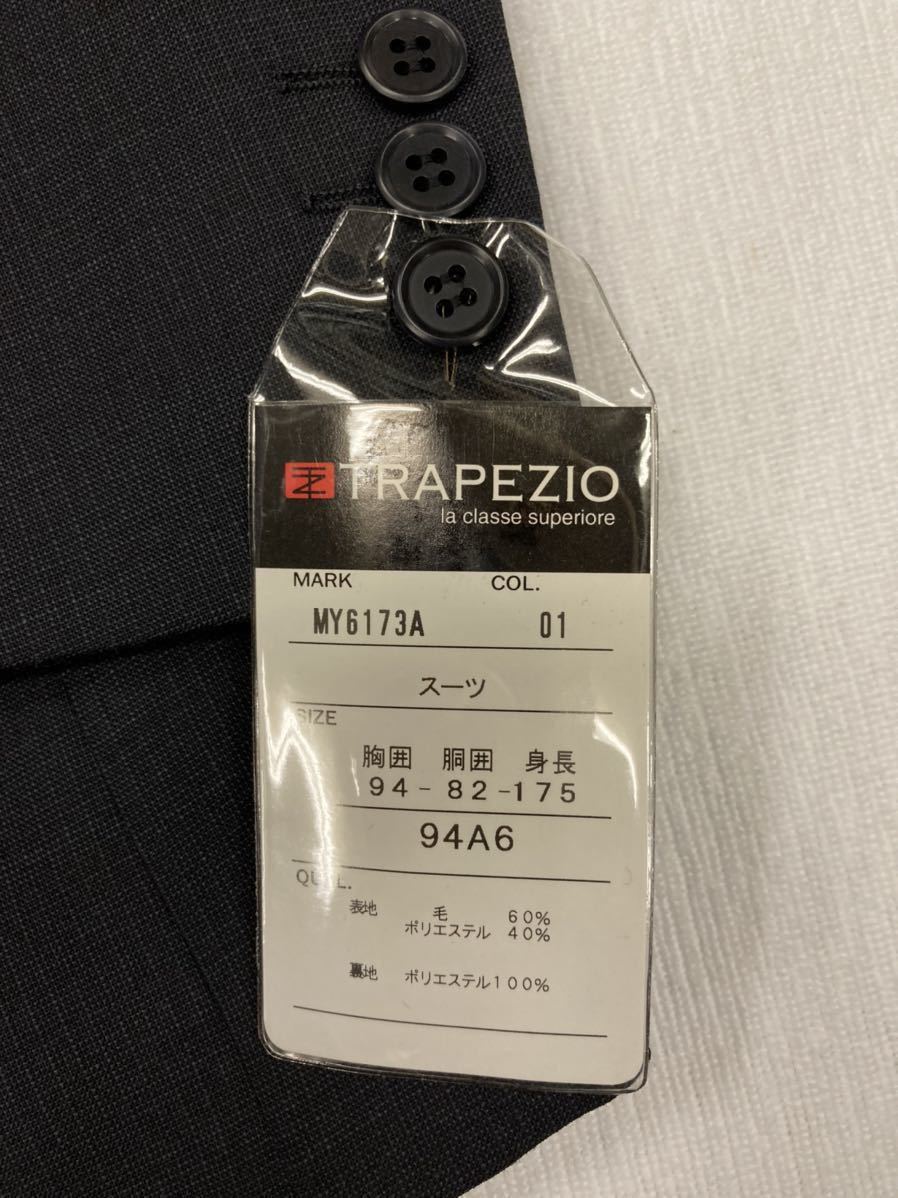 TRAPEZIO
la classe superiore
MARK COL.
MY6173A 01
スーツ
SIZE
胸囲 胴囲 身長
94-82-175
94A6
QUAL.
表地 毛 60%
ポリエステル 40%
裏地 ポリエステル100%